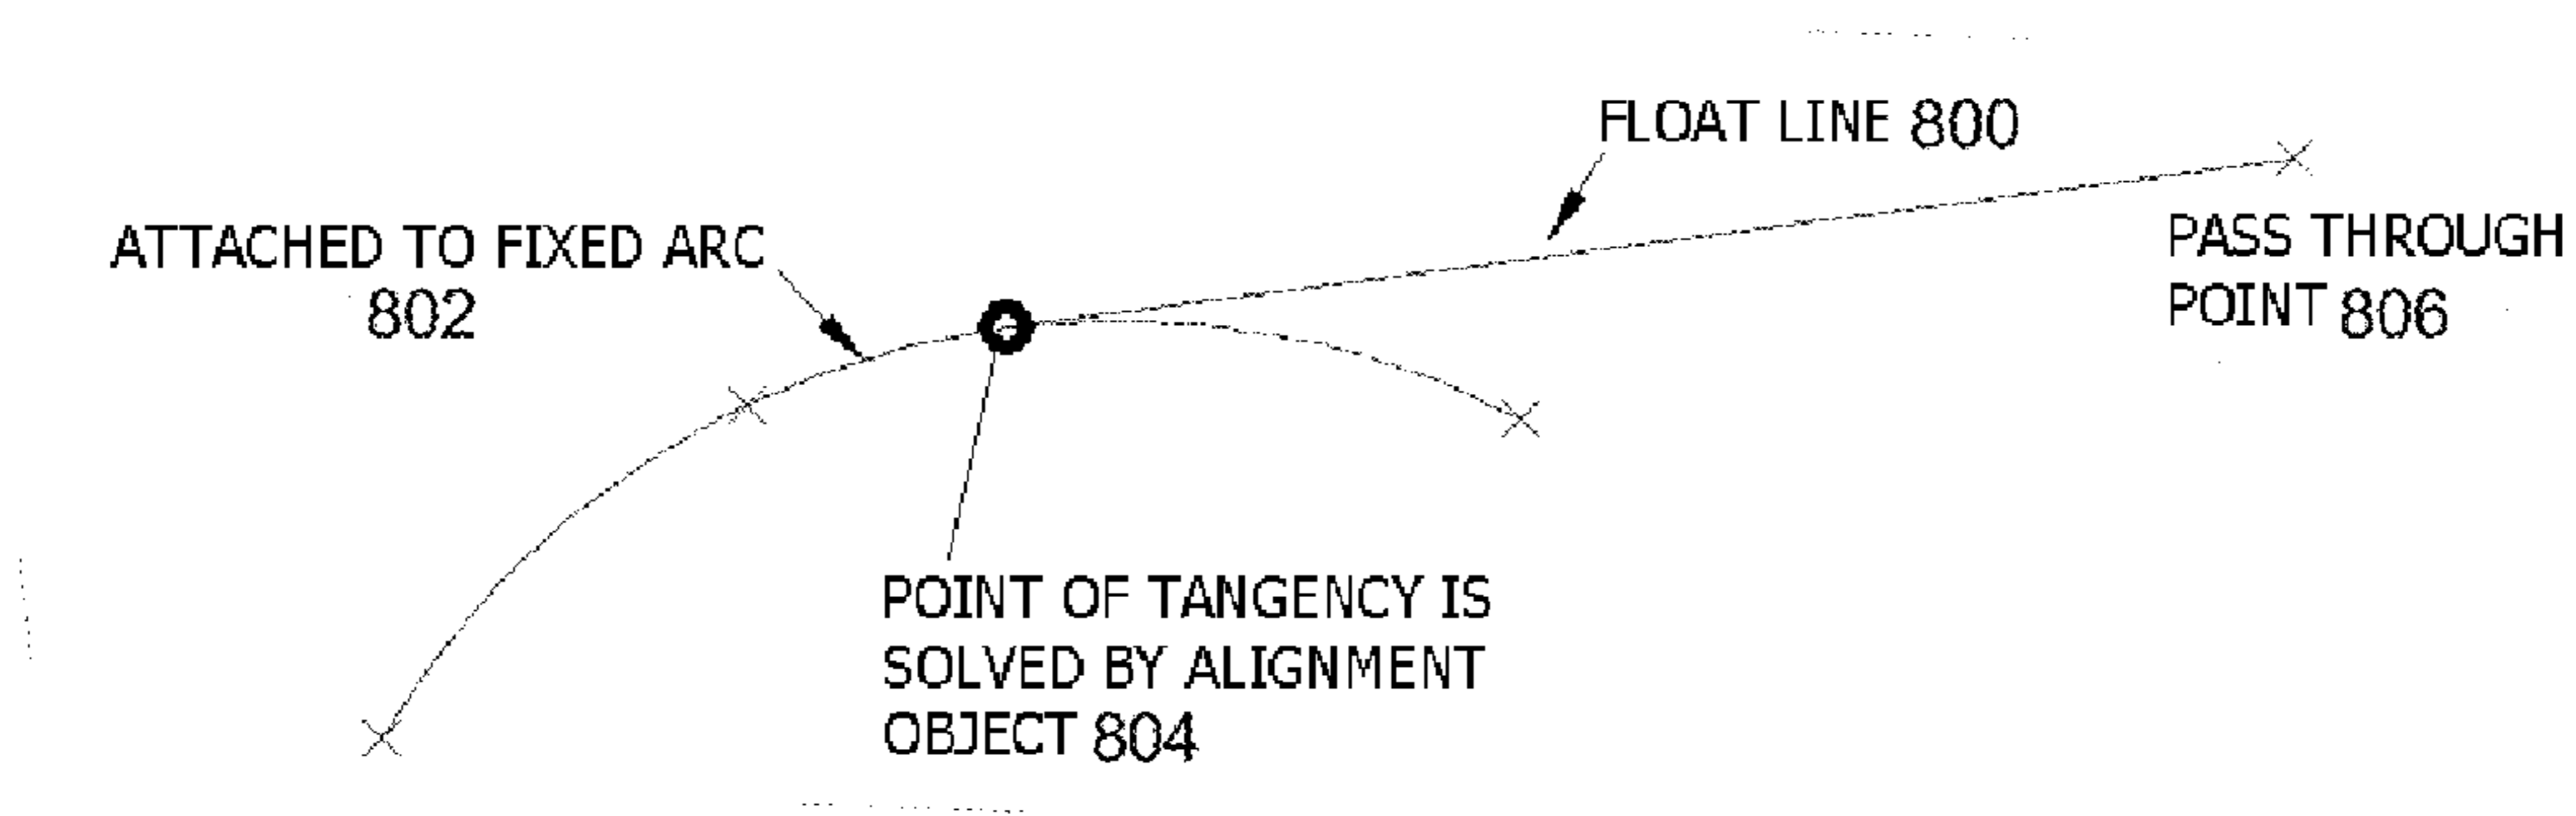 FLOAT LINE 800
ATTACHED TO FIXED ARC
802
PASS THROUGH
POINT 806
POINT OF TANGENCY IS
SOLVED BY ALIGNMENT
OBJECT 804